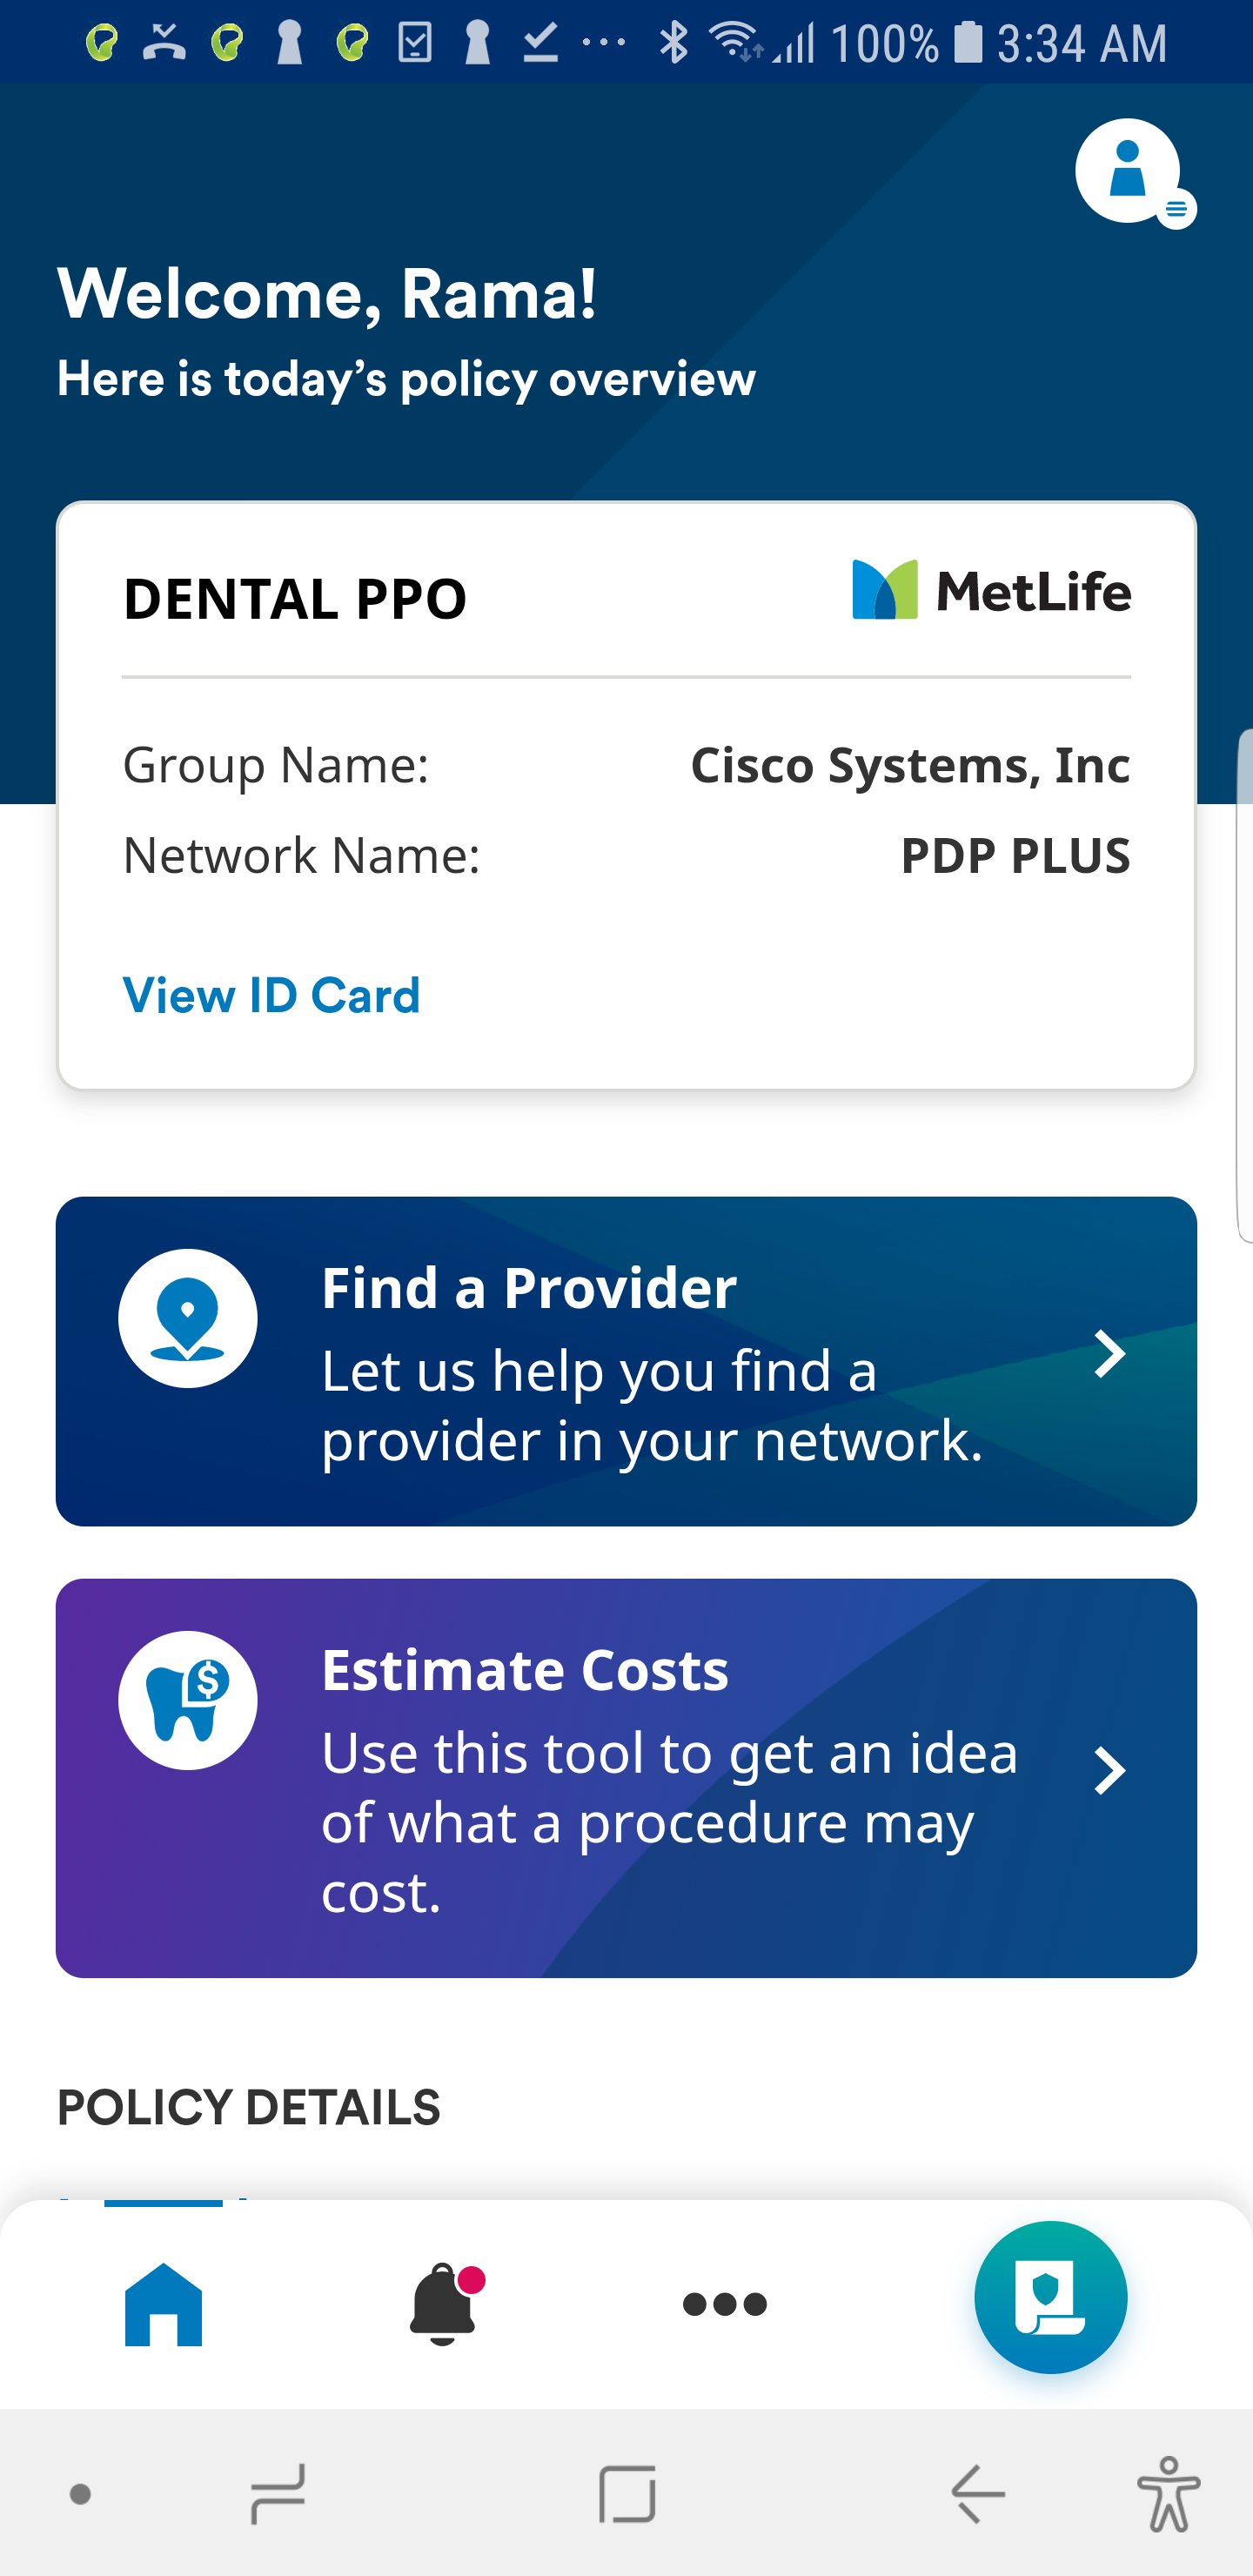 100% 3:34 AM
Welcome, Rama!
Here is today’s policy overview
DENTAL PPO
MetLife
Group Name: Cisco Systems, Inc
Network Name: PDP PLUS
View ID Card
Find a Provider
Let us help you find a
provider in your network.
$
Estimate Costs
Use this tool to get an idea
of what a procedure may
cost.
POLICY DETAILS